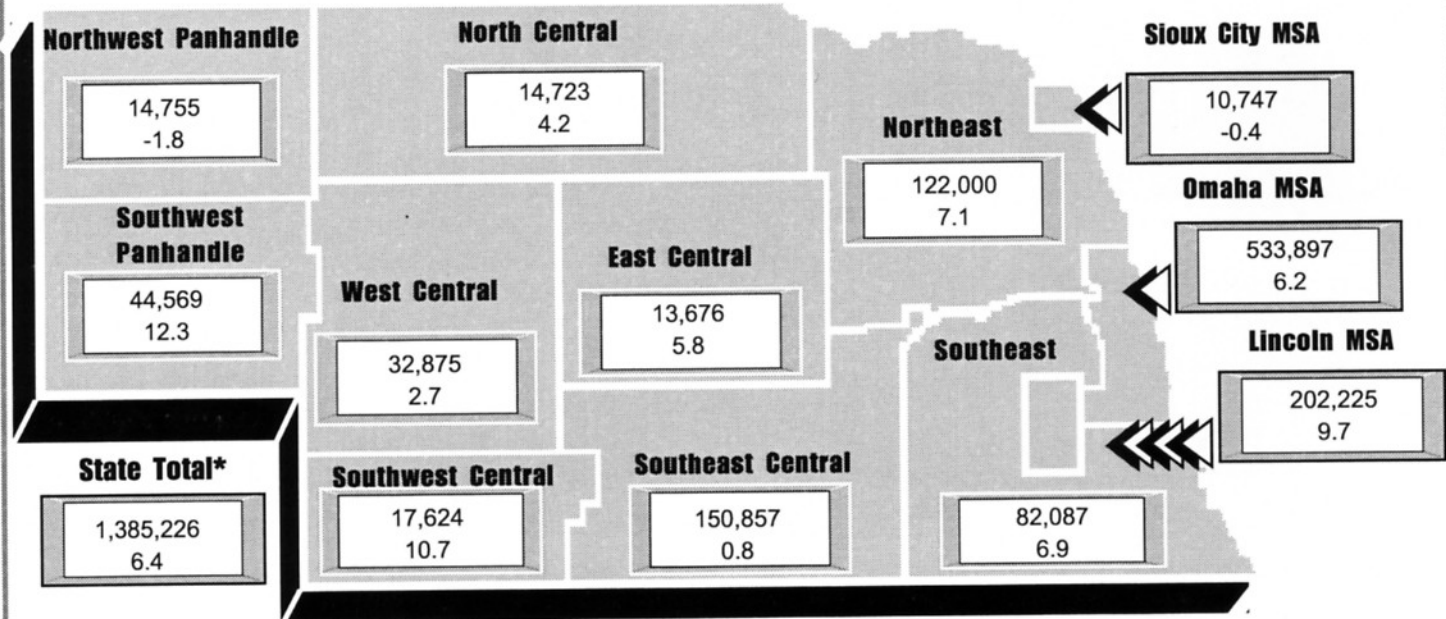 Northwest Panhandle
14,755
-1.8
North Central
14,723
4.2
Sioux City MSA
10,747
-0.4
Northeast
122,000
7.1
Omaha MSA
533,897
6.2
Southwest
Panhandle
44,569
12.3
West Central
32,875
2.7
East Central
13,676
5.8
Southeast
82,087
6.9
Lincoln MSA
202,225
9.7
State Total*
1,385,226
6.4
Southwest Central
17,624
10.7
Southeast Central
150,857
0.8